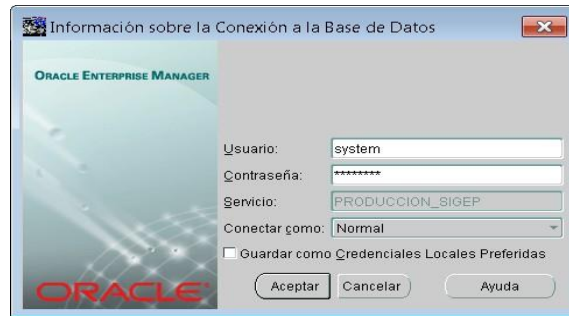 Información sobre la Conexión a la Base de Datos
ORACLE ENTERPRISE MANAGER
Usuario: system
Contraseña: ********
Servicio: PRODUCCION_SIGEP
Conectar como: Normal
Guardar como Credenciales Locales Preferidas
Aceptar Cancelar Ayuda
ORACLE